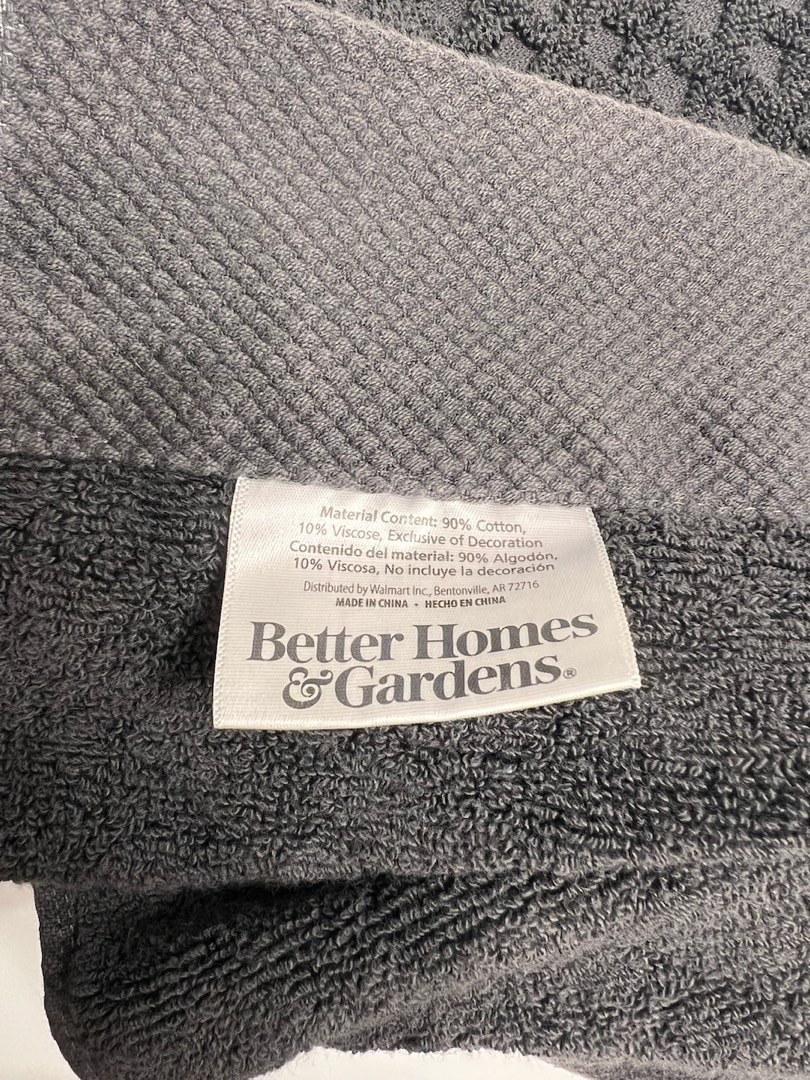 Material Content: 90% Cotton,
10% Viscose, Exclusive of Decoration
Contenido del material: 90% Algodón,
10% Viscosa, No incluye la decoración
Distributed by Walmart Inc., Bentonville, AR 72716
MADE IN CHINA • HECHO EN CHINA
Better Homes
& Gardens®